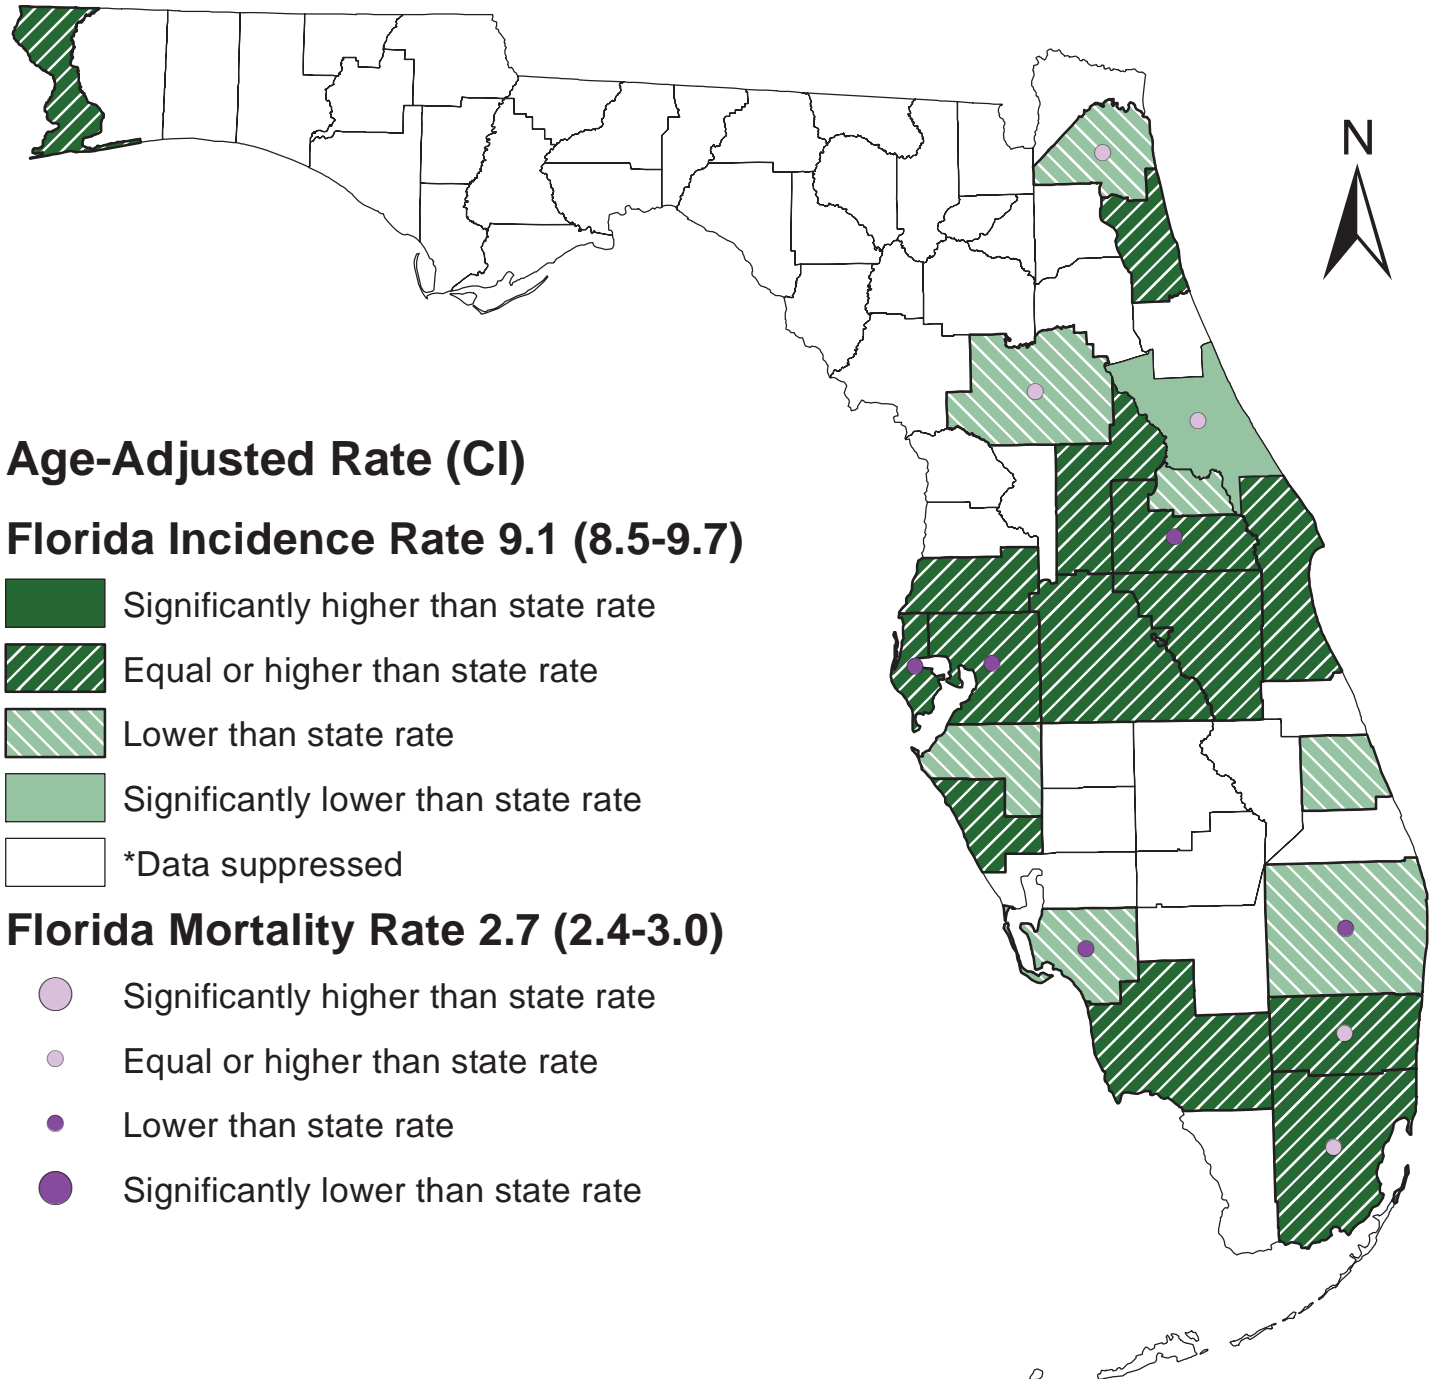 N
Age-Adjusted Rate (CI)
Florida Incidence Rate 9.1 (8.5-9.7)
Significantly higher than state rate
Equal or higher than state rate
Lower than state rate
Significantly lower than state rate
*Data suppressed
Florida Mortality Rate 2.7 (2.4-3.0)
Significantly higher than state rate
Equal or higher than state rate
Lower than state rate
Significantly lower than state rate